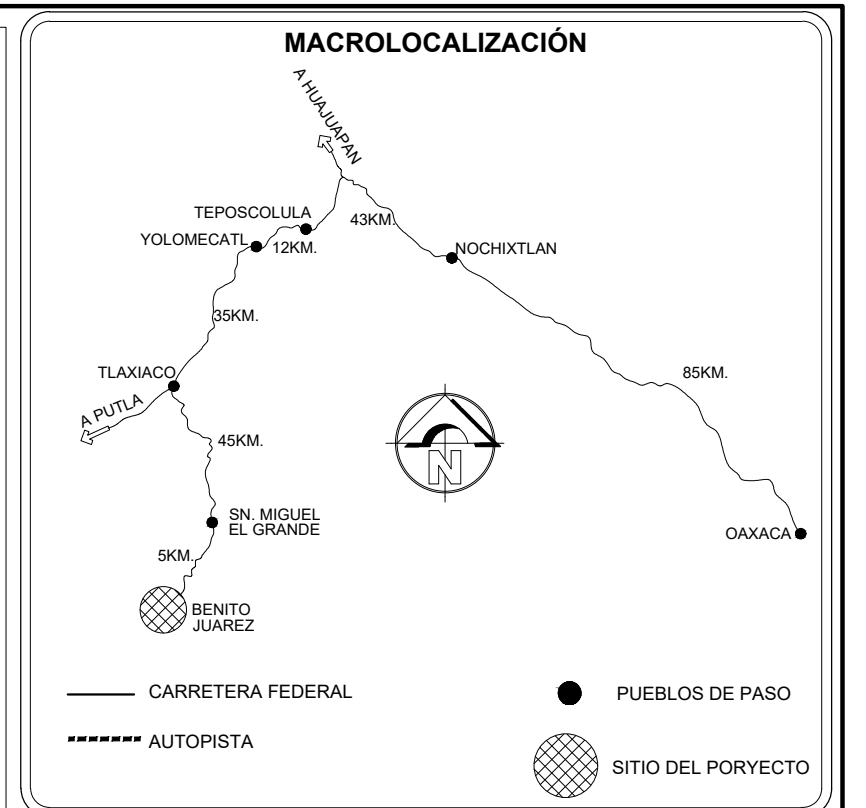 MACROLOCALIZACIÓN
A HUAJUAPAN
TEPOSCOLULA
43KM.
YOLOMECATL
12KM.
NOCHIXTLAN
35KM.
TLAXIACO
85KM.
A PUTLA
45KM.
N
SN. MIGUEL
EL GRANDE
OAXACA
5KM.
BENITO
JUAREZ
CARRETERA FEDERAL
PUEBLOS DE PASO
AUTOPISTA
SITIO DEL PORYECTO